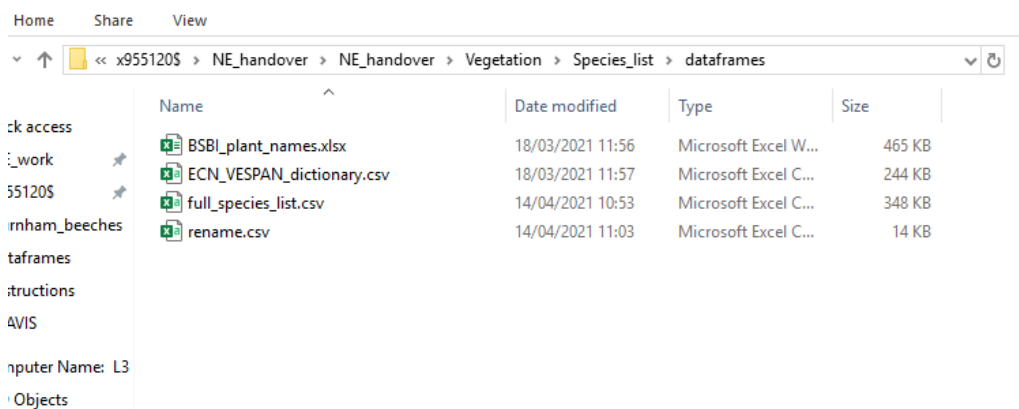 Home Share View
« x955120$ > NE_handover > NE_handover > Vegetation > Species_list > dataframes
Name Date modified Type Size
ck access
E_work
55120$
rnham_beeches
taframes
structions
AVIS
nputer Name: L3
Objects
BSBI_plant_names.xlsx 18/03/2021 11:56 Microsoft Excel W... 465 KB
ECN_VESPAN_dictionary.csv 18/03/2021 11:57 Microsoft Excel C... 244 KB
full_species_list.csv 14/04/2021 10:53 Microsoft Excel C... 348 KB
rename.csv 14/04/2021 11:03 Microsoft Excel C... 14 KB